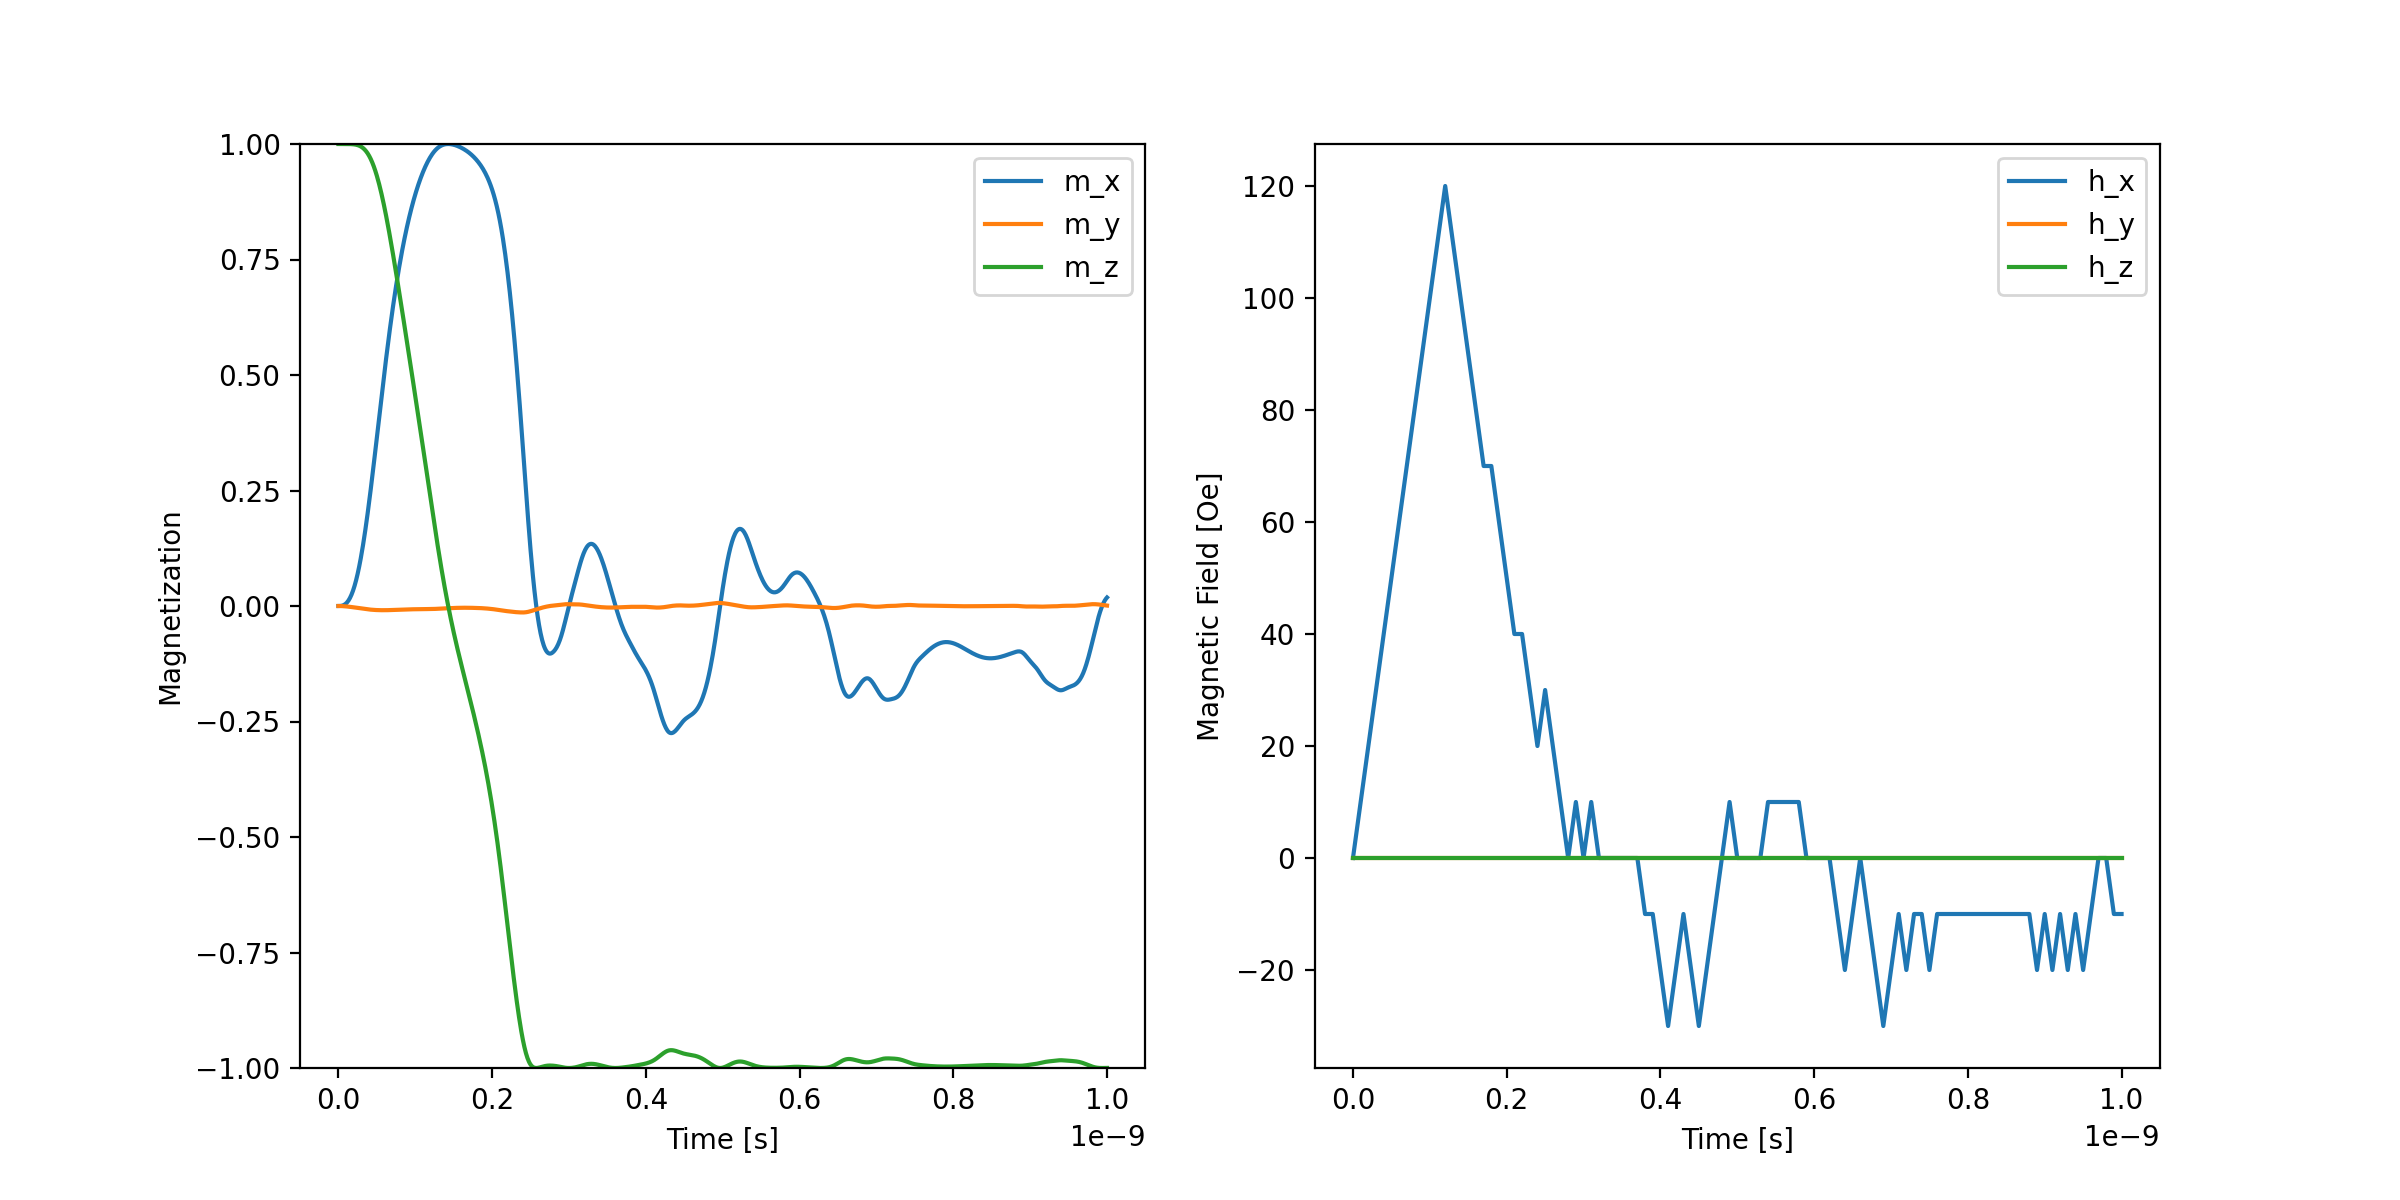 1.00
0.75
0.50
0.25
0.00
−0.25
−0.50
−0.75
−1.00
Magnetization
0.0 0.2 0.4 0.6 0.8 1.0
1e−9
Time [s]
m_x
m_y
m_z
120
100
80
60
40
20
0
−20
Magnetic Field [Oe]
0.0 0.2 0.4 0.6 0.8 1.0
1e−9
Time [s]
h_x
h_y
h_z